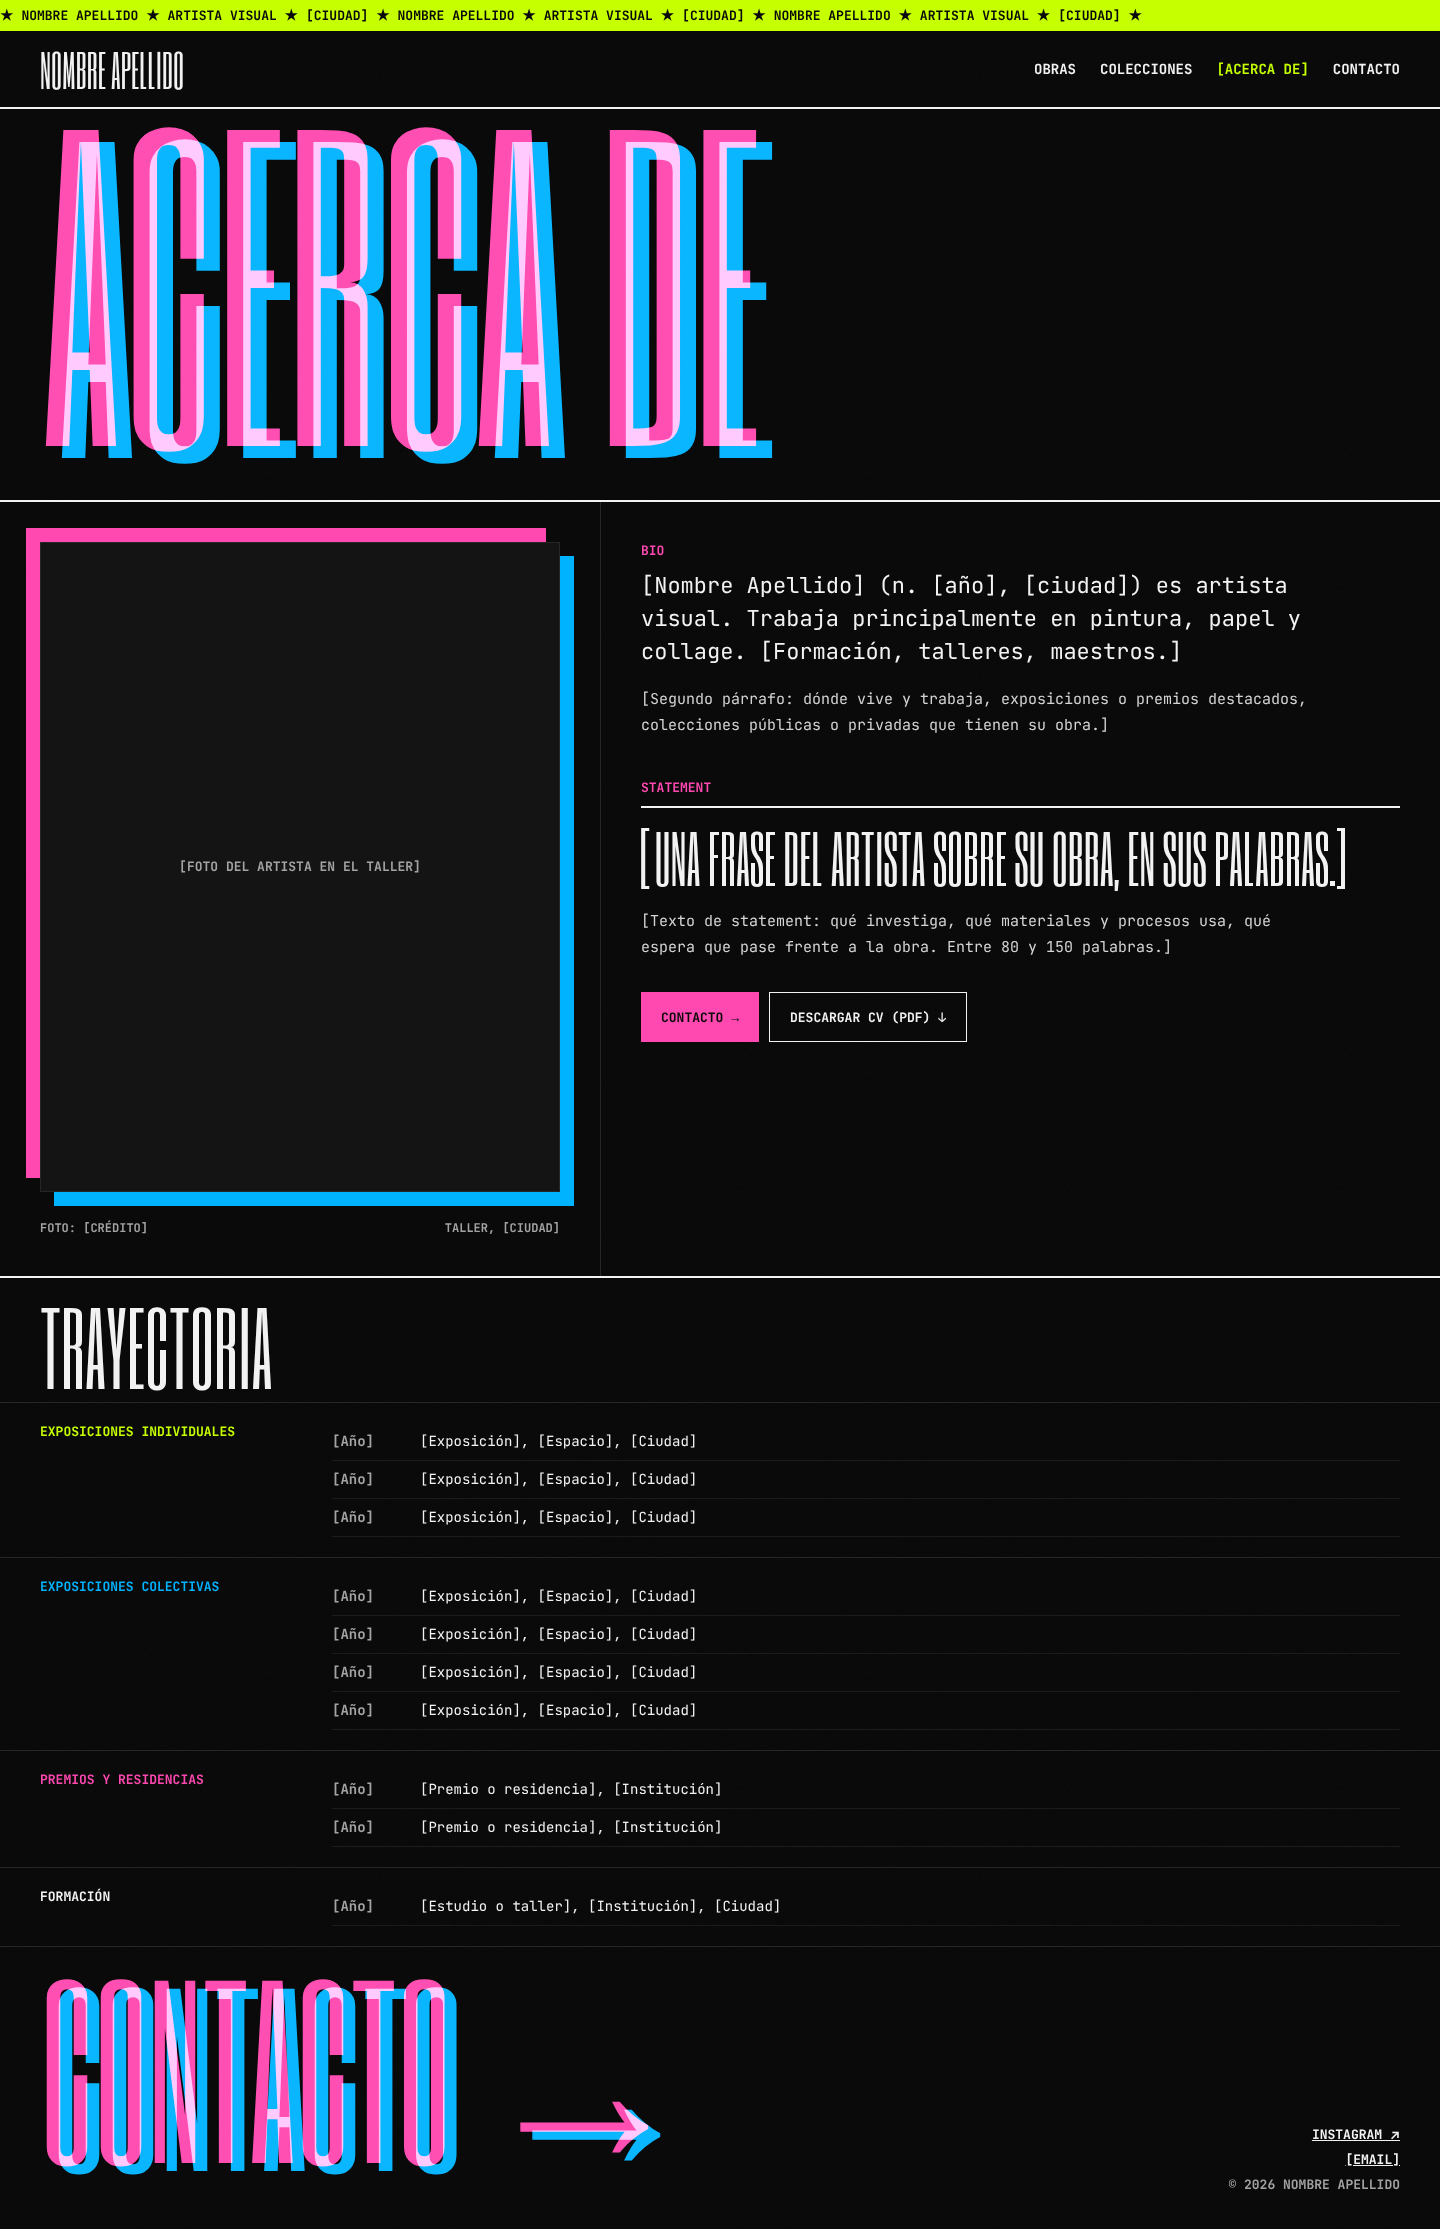 ★ NOMBRE APELLIDO ★ ARTISTA VISUAL ★ [CIUDAD] ★ NOMBRE APELLIDO ★ ARTISTA VISUAL ★ [CIUDAD] ★ NOMBRE APELLIDO ★ ARTISTA VISUAL ★ [CIUDAD] ★
NOMBRE APELLIDO
OBRAS COLECCIONES [ACERCA DE] CONTACTO
ACERCA DE
[FOTO DEL ARTISTA EN EL TALLER]
FOTO: [CRÉDITO] TALLER, [CIUDAD]
BIO
[Nombre Apellido] (n. [año], [ciudad]) es artista
visual. Trabaja principalmente en pintura, papel y
collage. [Formación, talleres, maestros.]
[Segundo párrafo: dónde vive y trabaja, exposiciones o premios destacados,
colecciones públicas o privadas que tienen su obra.]
STATEMENT
[UNA FRASE DEL ARTISTA SOBRE SU OBRA, EN SUS PALABRAS.]
[Texto de statement: qué investiga, qué materiales y procesos usa, qué
espera que pase frente a la obra. Entre 80 y 150 palabras.]
CONTACTO → DESCARGAR CV (PDF) ↓
TRAYECTORIA
EXPOSICIONES INDIVIDUALES
[Año] [Exposición], [Espacio], [Ciudad]
[Año] [Exposición], [Espacio], [Ciudad]
[Año] [Exposición], [Espacio], [Ciudad]
EXPOSICIONES COLECTIVAS
[Año] [Exposición], [Espacio], [Ciudad]
[Año] [Exposición], [Espacio], [Ciudad]
[Año] [Exposición], [Espacio], [Ciudad]
[Año] [Exposición], [Espacio], [Ciudad]
PREMIOS Y RESIDENCIAS
[Año] [Premio o residencia], [Institución]
[Año] [Premio o residencia], [Institución]
FORMACIÓN
[Año] [Estudio o taller], [Institución], [Ciudad]
CONTACTO →
INSTAGRAM ↗
[EMAIL]
© 2026 NOMBRE APELLIDO